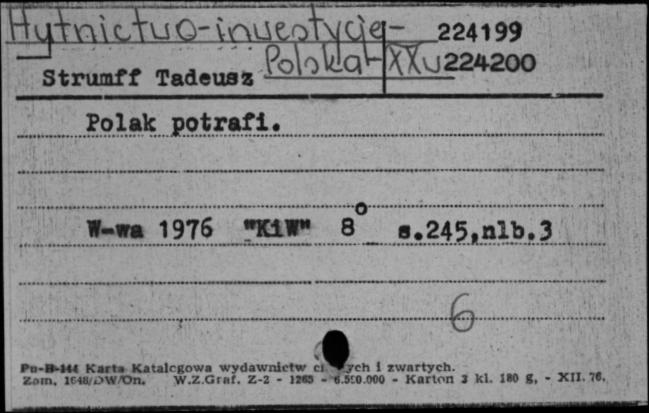 Hutnictwo-inwestycje- 224199
Polska-XXw 224200
Strumff Tadeusz
Polak potrafi.
W-wa 1976 "KiW" 8° s.245,nlb.3
6
Pu-B-144 Karta Katalogowa wydawnictw ych i zwartych.
Zam. 1648/DW/On. W.Z.Graf. Z-2 - 1265 - 6.500.000 - Karton 3 kl. 180 g, - XII. 76.